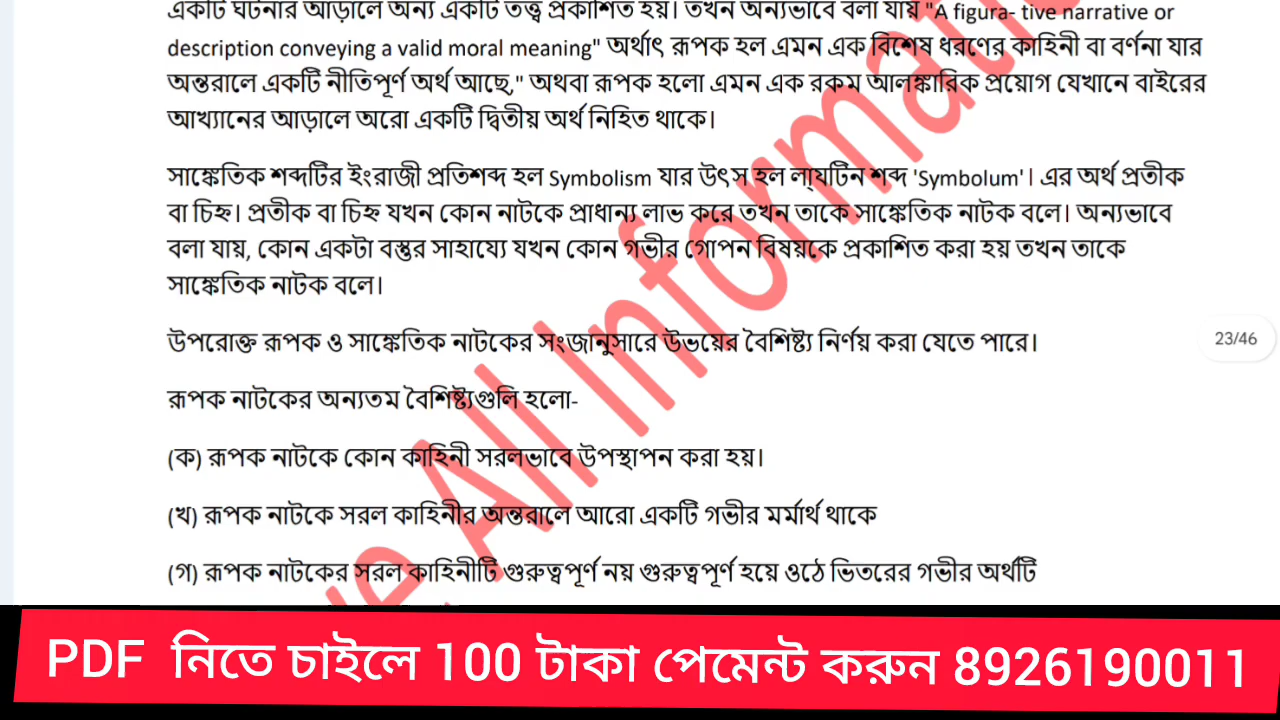 একটি ঘটনার আড়ালে অন্য একটি তত্ত্ব প্রকাশিত হয়। তখন অন্যভাবে বলা যায় "A figura- tive narrative or
description conveying a valid moral meaning" অর্থাৎ রূপক হল এমন এক বিশেষ ধরণের কাহিনী বা বর্ণনা যার
অন্তরালে একটি নীতিপূর্ণ অর্থ আছে," অথবা রূপক হলো এমন এক রকম আলঙ্কারিক প্রয়োগ যেখানে বাইরের
আখ্যানের আড়ালে অরো একটি দ্বিতীয় অর্থ নিহিত থাকে।
সাঙ্কেতিক শব্দটির ইংরাজী প্রতিশব্দ হল Symbolism যার উৎস হল ল্যাটিন শব্দ 'Symbolum'। এর অর্থ প্রতীক
বা চিহ্ন। প্রতীক বা চিহ্ন যখন কোন নাটকে প্রাধান্য লাভ করে তখন তাকে সাঙ্কেতিক নাটক বলে। অন্যভাবে
বলা যায়, কোন একটা বস্তুর সাহায্যে যখন কোন গভীর গোপন বিষয়কে প্রকাশিত করা হয় তখন তাকে
সাঙ্কেতিক নাটক বলে।
উপরোক্ত রূপক ও সাঙ্কেতিক নাটকের সংজানুসারে উভয়ের বৈশিষ্ট্য নির্ণয় করা যেতে পারে।
23/46
রূপক নাটকের অন্যতম বৈশিষ্ট্যগুলি হলো-
(ক) রূপক নাটকে কোন কাহিনী সরলভাবে উপস্থাপন করা হয়।
(খ) রূপক নাটকে সরল কাহিনীর অন্তরালে আরো একটি গভীর মর্মার্থ থাকে
(গ) রূপক নাটকের সরল কাহিনীটি গুরুত্বপূর্ণ নয় গুরুত্বপূর্ণ হয়ে ওঠে ভিতরের গভীর অর্থটি
All Informati
PDF নিতে চাইলে 100 টাকা পেমেন্ট করুন 8926190011